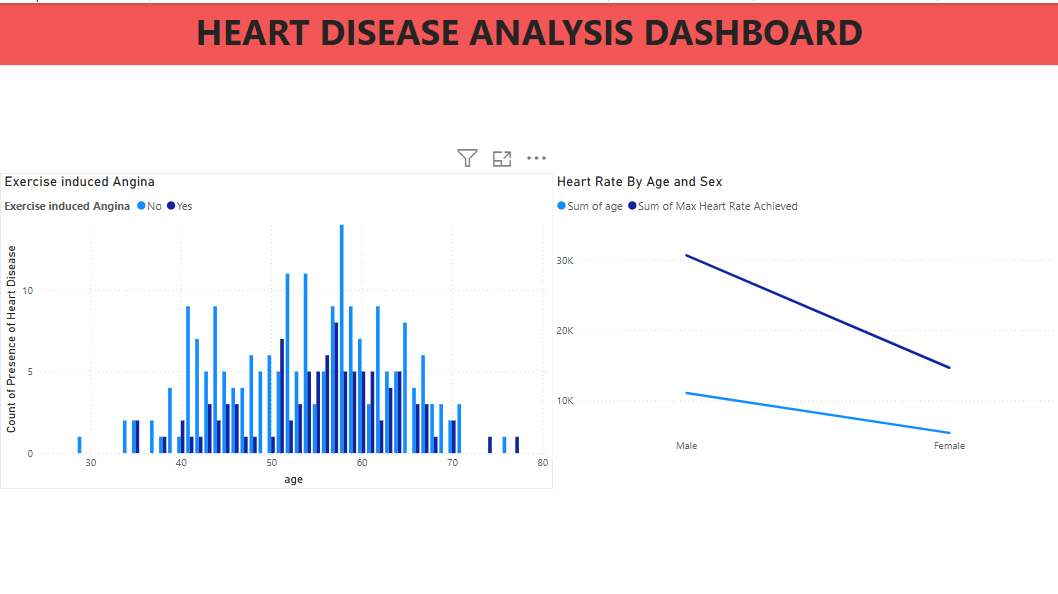 HEART DISEASE ANALYSIS DASHBOARD
Exercise induced Angina
Exercise induced Angina No Yes
Count of Presence of Heart Disease
10
5
0
30 40 50 60 70 80
age
Heart Rate By Age and Sex
Sum of age Sum of Max Heart Rate Achieved
30K
20K
10K
Male Female